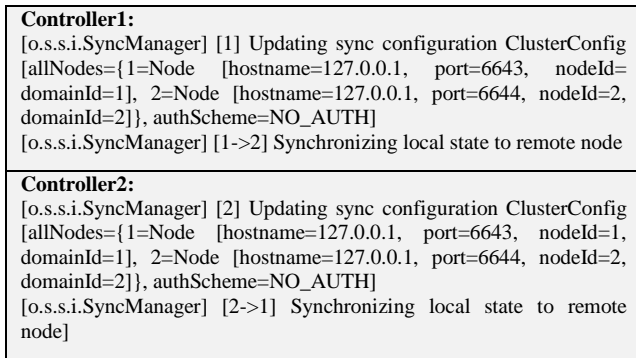 Controller1:
[o.s.s.i.SyncManager] [1] Updating sync configuration ClusterConfig
[allNodes={1=Node [hostname=127.0.0.1, port=6643, nodeId=
domainId=1], 2=Node [hostname=127.0.0.1, port=6644, nodeId=2,
domainId=2]}, authScheme=NO_AUTH]
[o.s.s.i.SyncManager] [1->2] Synchronizing local state to remote node
Controller2:
[o.s.s.i.SyncManager] [2] Updating sync configuration ClusterConfig
[allNodes={1=Node [hostname=127.0.0.1, port=6643, nodeId=1,
domainId=1], 2=Node [hostname=127.0.0.1, port=6644, nodeId=2,
domainId=2]}, authScheme=NO_AUTH]
[o.s.s.i.SyncManager] [2->1] Synchronizing local state to remote
node]